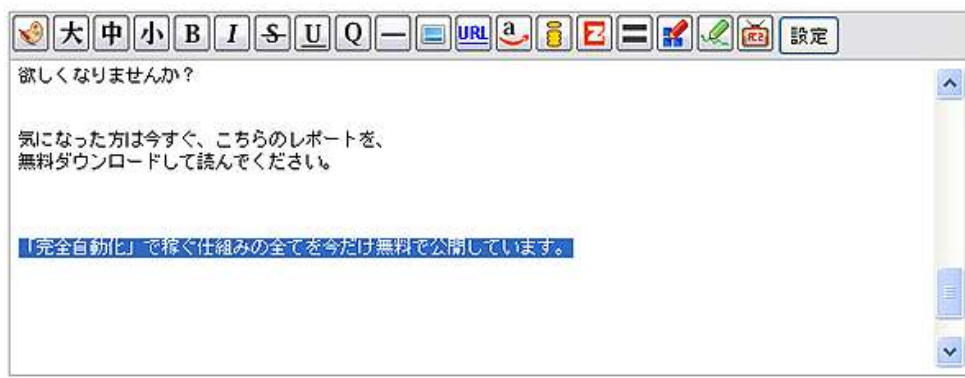 大 中 小 B I S U Q URL a FC2 設定
欲しくなりませんか？
気になった方は今すぐ、こちらのレポートを、
無料ダウンロードして読んでください。
「完全自動化」で稼ぐ仕組みの全てを今だけ無料で公開しています。